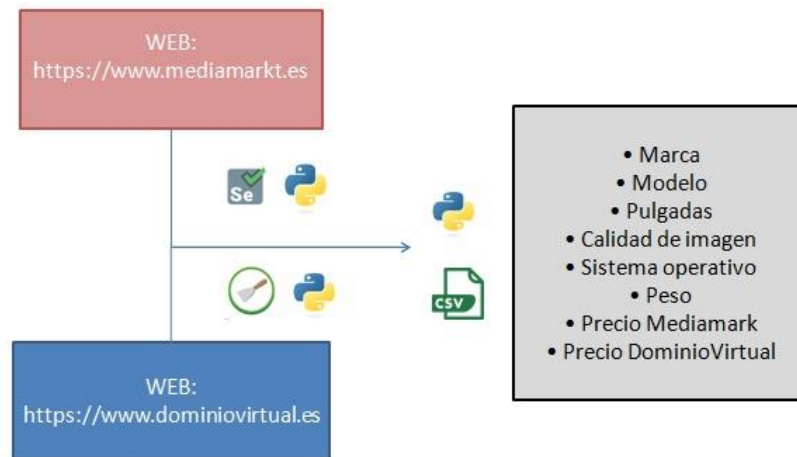 WEB:
https://www.mediamarkt.es
Se
CSV
• Marca
• Modelo
• Pulgadas
• Calidad de imagen
• Sistema operativo
• Peso
• Precio Mediamark
• Precio DominioVirtual
WEB:
https://www.dominiovirtual.es